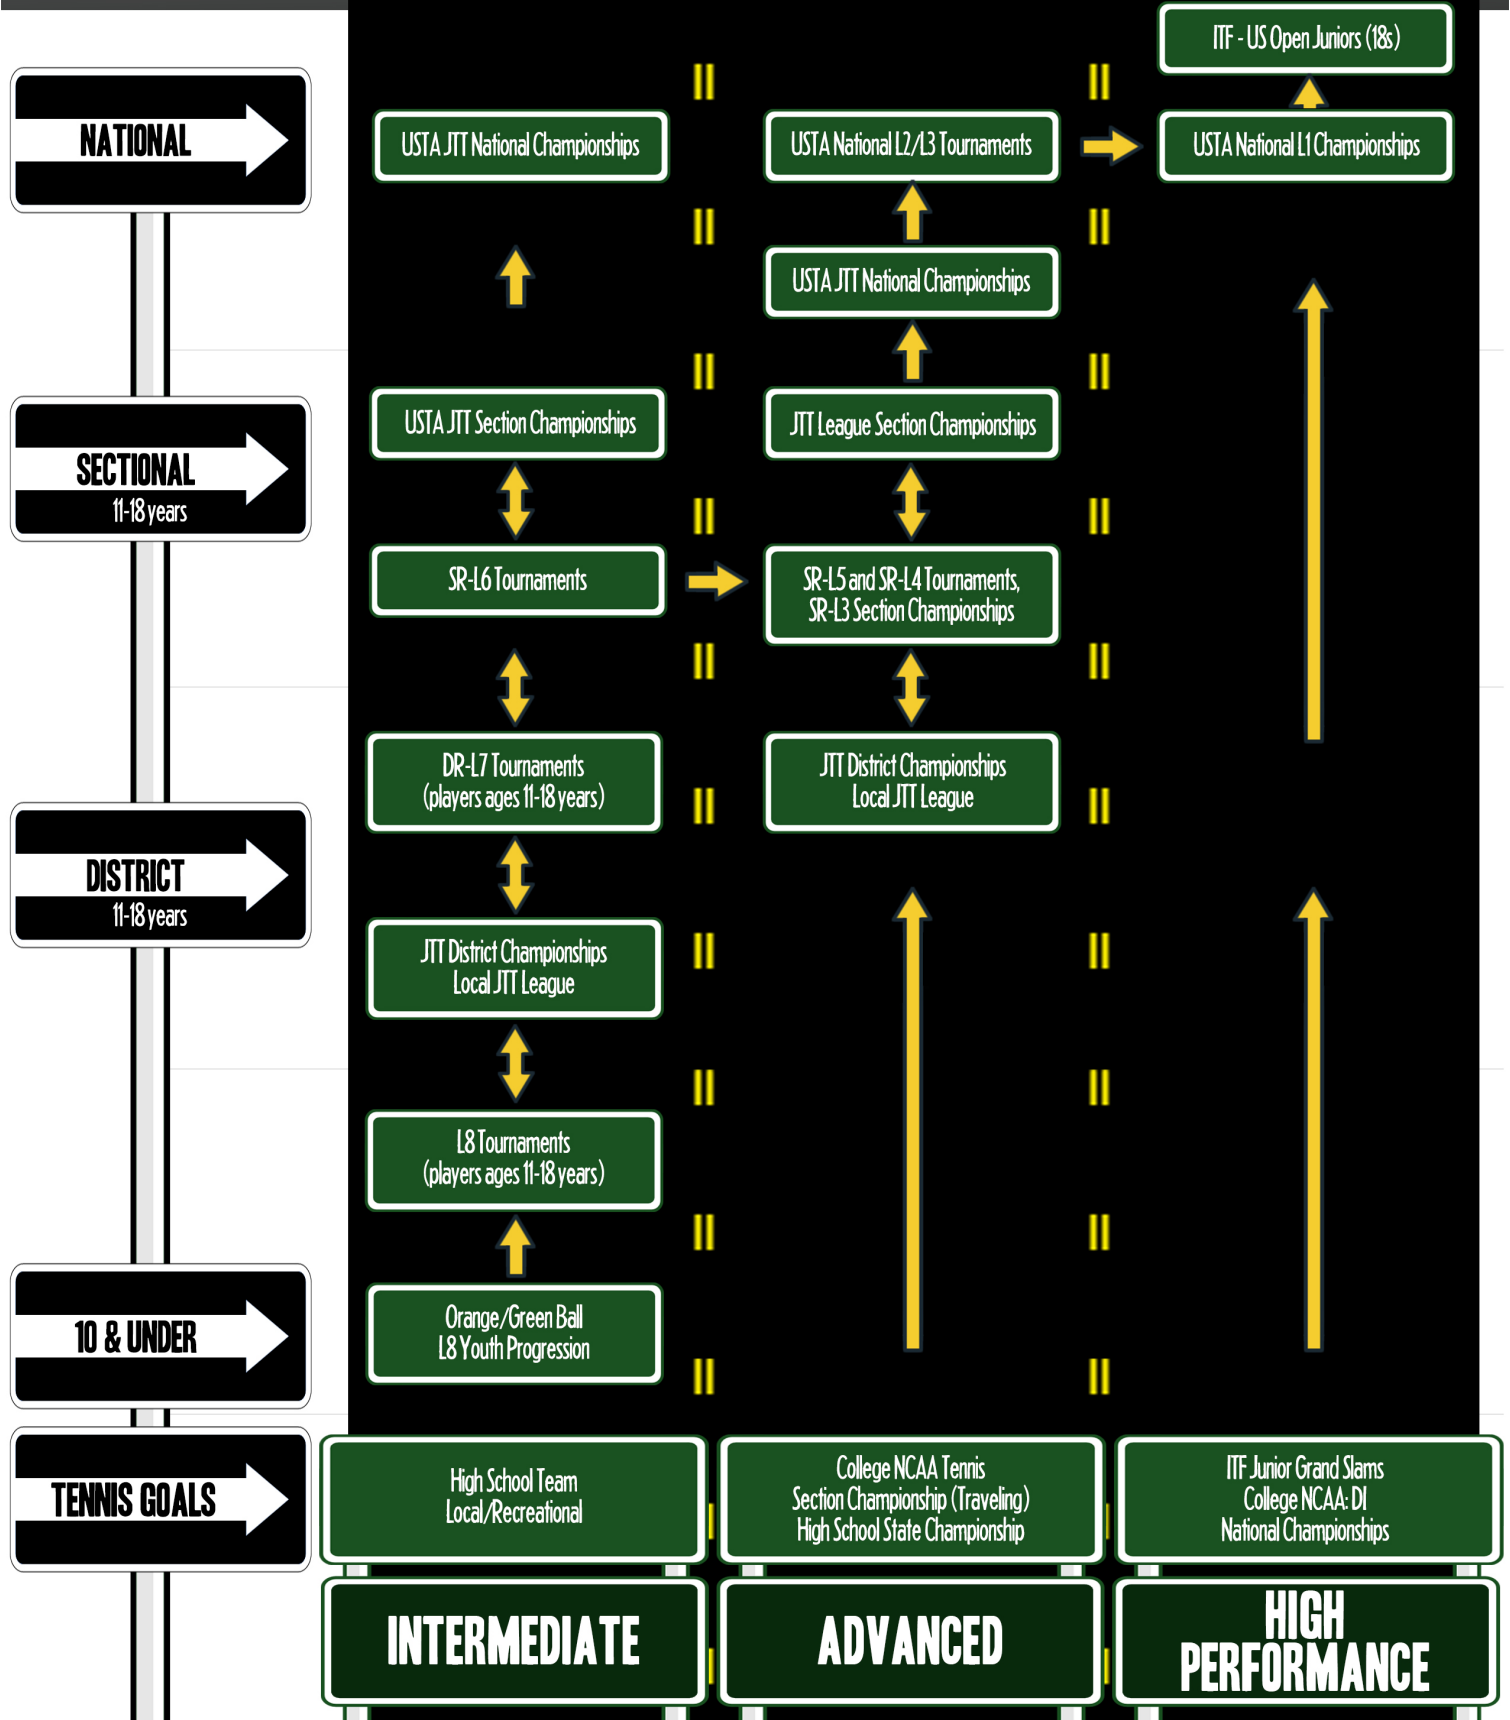 ITF - US Open Juniors (18s)
NATIONAL
USTA JTT National Championships
USTA National L2/L3 Tournaments
USTA National L1 Championships
USTA JTT National Championships
SECTIONAL
11-18 years
USTA JTT Section Championships
JTT League Section Championships
SR-L6 Tournaments
SR-L5 and SR-L4 Tournaments,
SR-L3 Section Championships
DR-L7 Tournaments
(players ages 11-18 years)
JTT District Championships
Local JTT League
DISTRICT
11-18 years
JTT District Championships
Local JTT League
L8 Tournaments
(players ages 11-18 years)
10 & UNDER
Orange/Green Ball
L8 Youth Progression
TENNIS GOALS
High School Team
Local/Recreational
College NCAA Tennis
Section Championship (Traveling)
High School State Championship
ITF Junior Grand Slams
College NCAA: DI
National Championships
INTERMEDIATE
ADVANCED
HIGH
PERFORMANCE